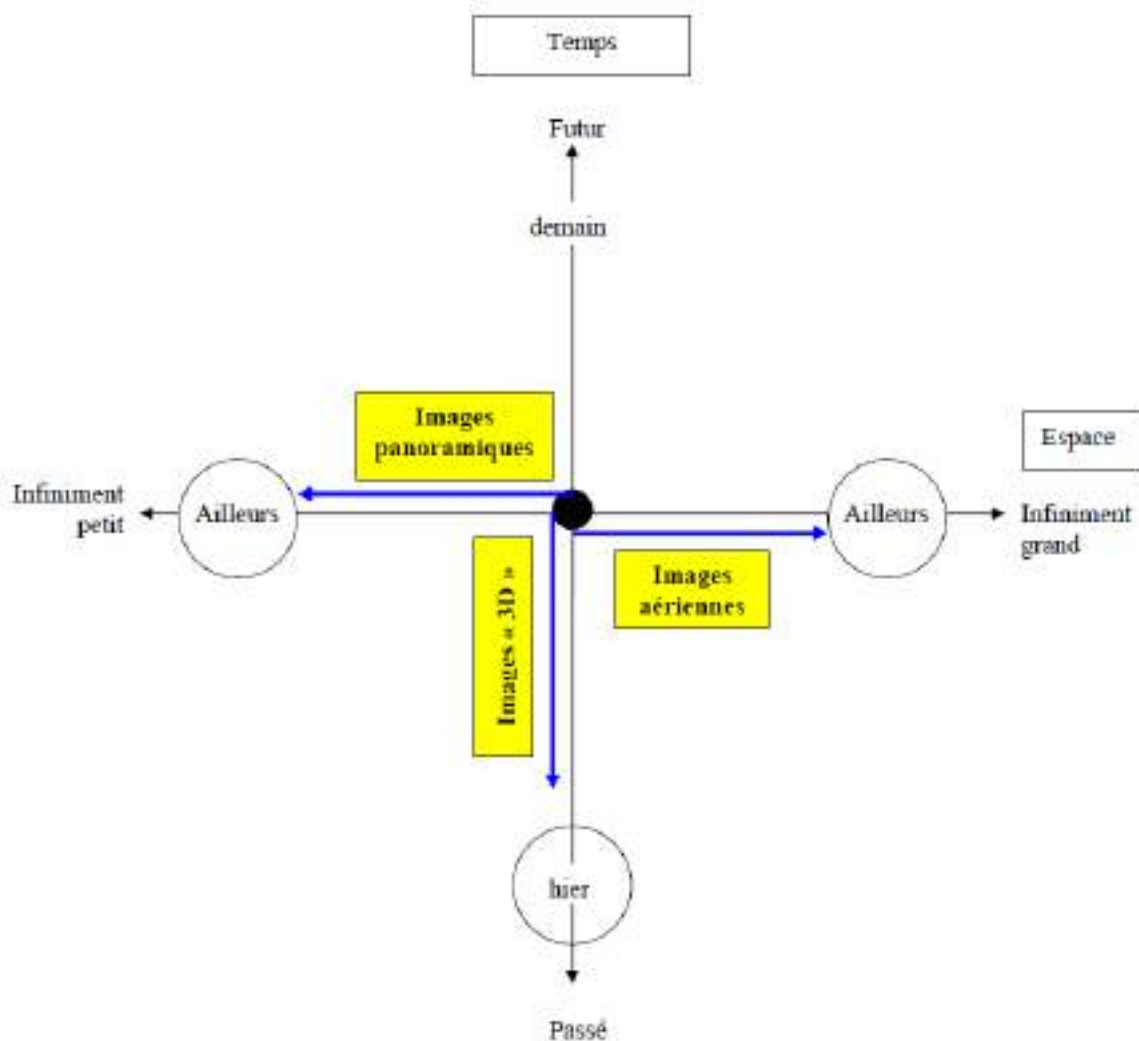 Temps
Futur
demain
Images
panoramiques
Espace
Infiniment
petit
Ailleurs
Ailleurs
Infiniment
grand
Images
aériennes
Images « 3D »
hier
Passé